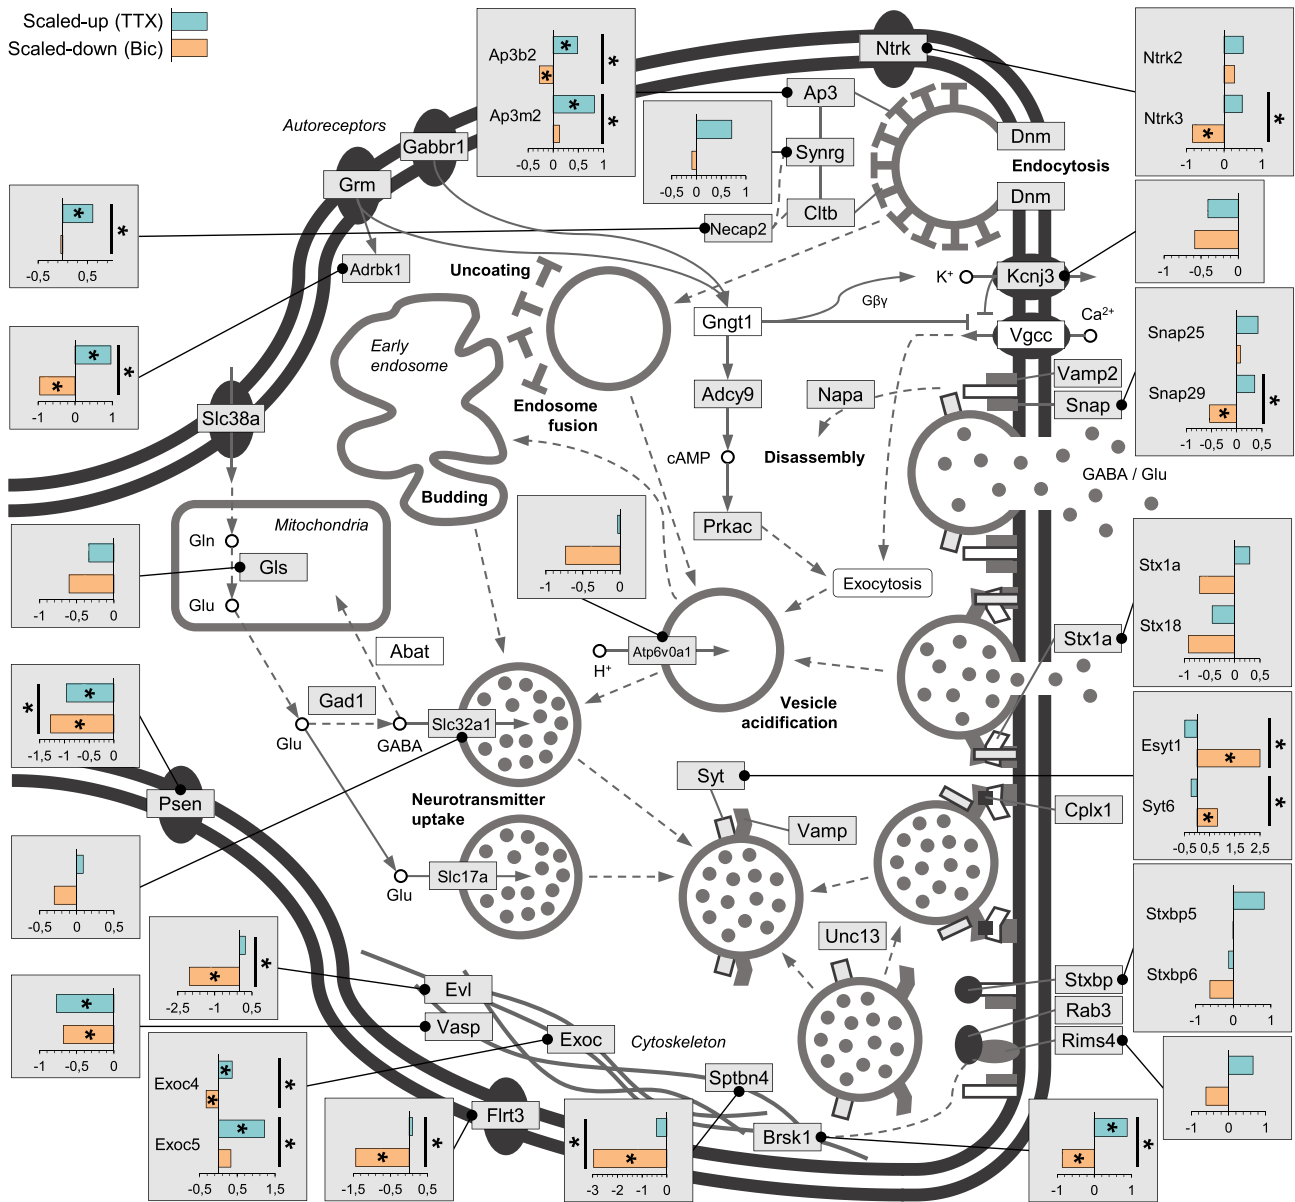 Scaled-up (TTX)
Scaled-down (Bic)
Ap3b2
*
*
*
Ap3m2
*
*
-0,5 0 1
Ntrk
Ntrk2
Ntrk3
*
*
-1 0 1
Autoreceptors
Gabbr1
Grm
Ap3
Synrg
Cltb
Necap2
-0,5 0 1
Dnm
Endocytosis
Dnm
*
*
-0,5 0,5
Adrbk1
Uncoating
K⁺
Kcnj3
-1 0
Gβγ
Gngt1
Ca²⁺
Vgcc
Snap25
Snap29
*
*
-1 -0,5 0 0,5
*
*
*
-1 0 1
Early
endosome
Slc38a
Endosome
fusion
Adcy9
Napa
Vamp2
Snap
cAMP
Disassembly
Budding
GABA / Glu
Mitochondria
Prkac
Gln
Gls
Glu
-1 -0,5 0
-1 0
Exocytosis
Stx1a
Stx18
-1 -0,5 0 0,5 1
Stx1a
Abat
H⁺
Atp6v0a1
Vesicle
acidification
*
*
*
-1,5 -1 -0,5 0
Gad1
Glu
GABA
Slc32a1
Esyt1
*
*
Syt6
*
*
-0,5 0,5 1,5 2,5
Psen
Neurotransmitter
uptake
Syt
Vamp
Cplx1
-0,5 0 0,5
Glu
Slc17a
Unc13
Stxbp5
Stxbp6
-1 0 1
*
*
-2,5 -1 0,5
Evl
Vasp
Stxbp
Rab3
Rims4
*
*
-1 -0,5 0
Exoc
Cytoskeleton
Exoc4
*
*
*
Exoc5
*
*
-0,5 0,5 1,5
Sptbn4
-1 0 1
Flrt3
*
*
-1,5 -0,5 0,5
*
*
-3 -2 -1 0
Brsk1
*
*
*
-1 0 1